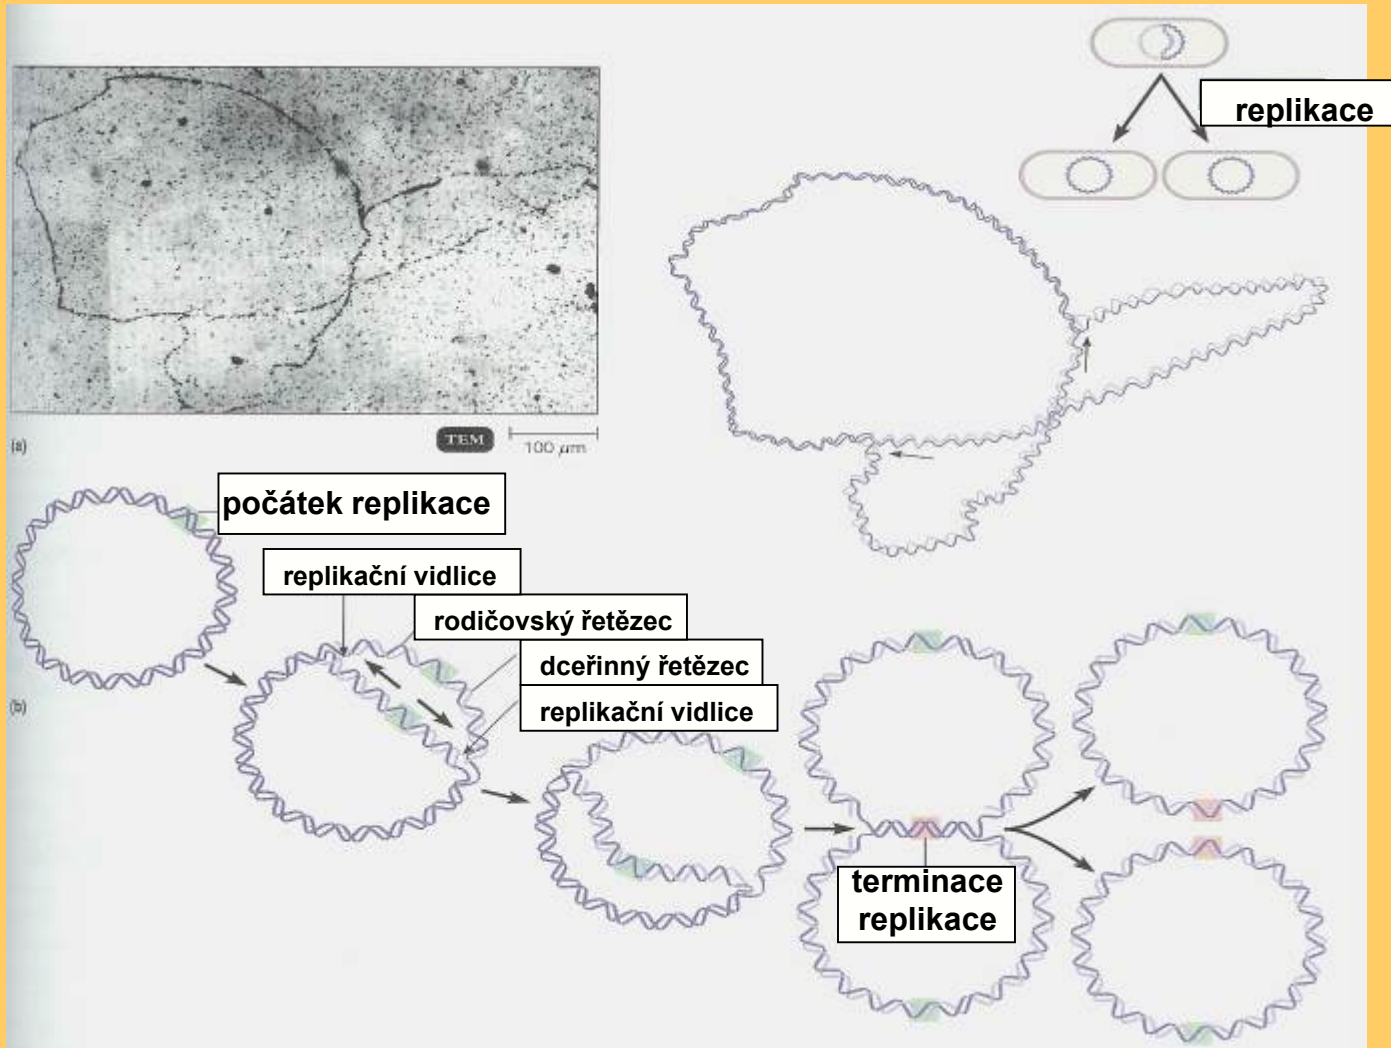 replikace
TEM
100 µm
(a)
počátek replikace
replikační vidlice
rodičovský řetězec
dceřinný řetězec
replikační vidlice
(b)
terminace
replikace